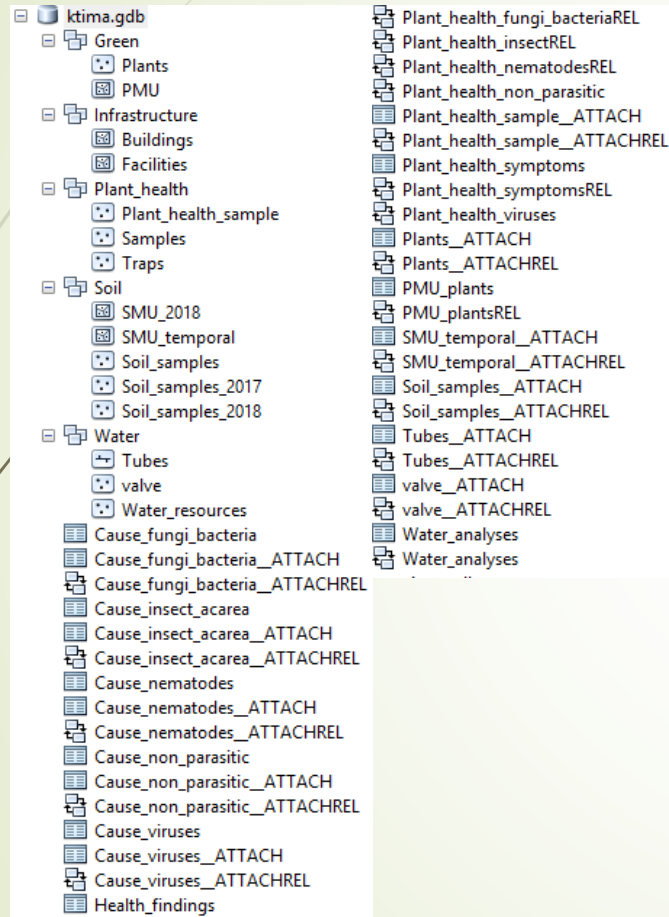 ktima.gdb
Green
Plants
PMU
Infrastructure
Buildings
Facilities
Plant_health
Plant_health_sample
Samples
Traps
Soil
SMU_2018
SMU_temporal
Soil_samples
Soil_samples_2017
Soil_samples_2018
Water
Tubes
valve
Water_resources
Cause_fungi_bacteria
Cause_fungi_bacteria__ATTACH
Cause_fungi_bacteria__ATTACHREL
Cause_insect_acarea
Cause_insect_acarea__ATTACH
Cause_insect_acarea__ATTACHREL
Cause_nematodes
Cause_nematodes__ATTACH
Cause_nematodes__ATTACHREL
Cause_non_parasitic
Cause_non_parasitic__ATTACH
Cause_non_parasitic__ATTACHREL
Cause_viruses
Cause_viruses__ATTACH
Cause_viruses__ATTACHREL
Health_findings
Plant_health_fungi_bacteriaREL
Plant_health_insectREL
Plant_health_nematodesREL
Plant_health_non_parasitic
Plant_health_sample__ATTACH
Plant_health_sample__ATTACHREL
Plant_health_symptoms
Plant_health_symptomsREL
Plant_health_viruses
Plants__ATTACH
Plants__ATTACHREL
PMU_plants
PMU_plantsREL
SMU_temporal__ATTACH
SMU_temporal__ATTACHREL
Soil_samples__ATTACH
Soil_samples__ATTACHREL
Tubes__ATTACH
Tubes__ATTACHREL
valve__ATTACH
valve__ATTACHREL
Water_analyses
Water_analyses